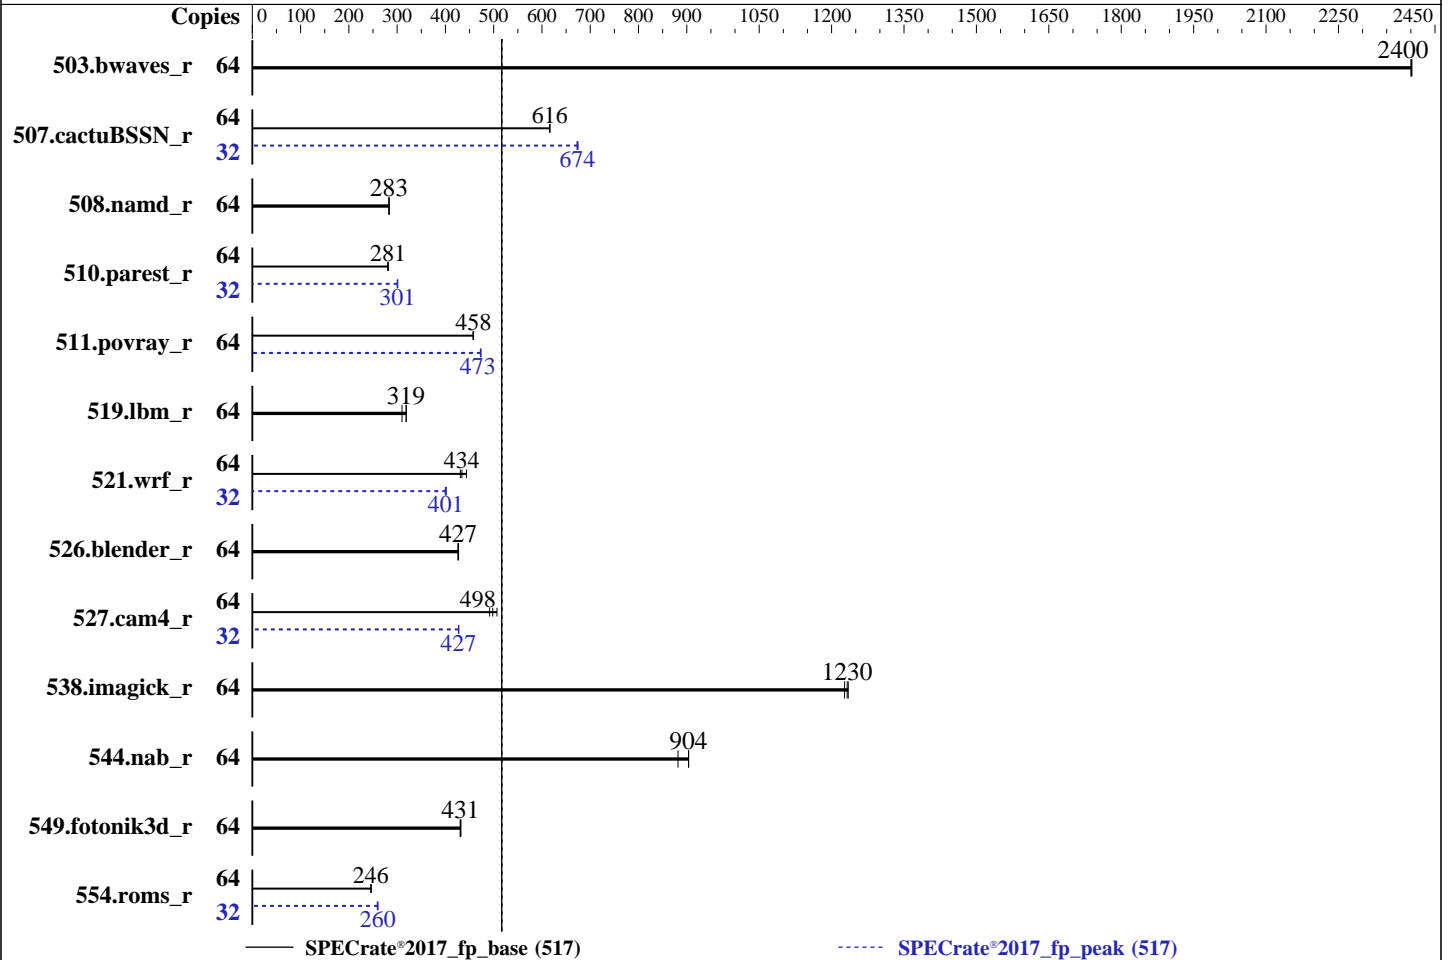 Copies 0 100 200 300 400 500 600 700 800 900 1050 1200 1350 1500 1650 1800 1950 2100 2250 2450
503.bwaves_r 64 2400
507.cactuBSSN_r 64 616
32 674
508.namd_r 64 283
510.parest_r 64 281
32 301
511.povray_r 64 458
473
519.lbm_r 64 319
521.wrf_r 64 434
32 401
526.blender_r 64 427
527.cam4_r 64 498
32 427
538.imagick_r 64 1230
544.nab_r 64 904
549.fotonik3d_r 64 431
554.roms_r 64 246
32 260
SPECrate®2017_fp_base (517) SPECrate®2017_fp_peak (517)